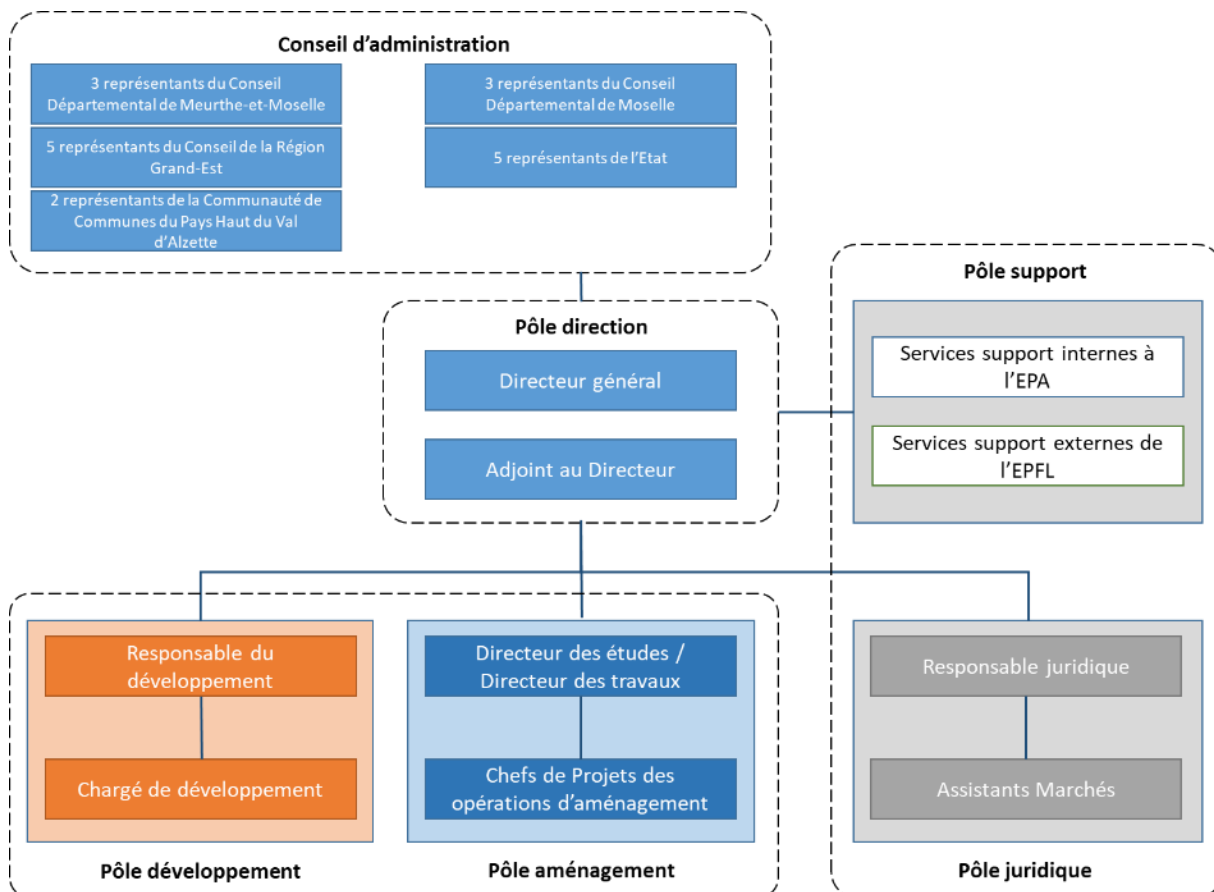 Conseil d'administration
3 représentants du Conseil
Départemental de Meurthe-et-Moselle
5 représentants du Conseil de la Région
Grand-Est
2 représentants de la Communauté de
Communes du Pays Haut du Val
d'Alzette
3 représentants du Conseil
Départemental de Moselle
5 représentants de l'Etat
Pôle direction
Directeur général
Adjoint au Directeur
Pôle support
Services support internes à
l'EPA
Services support externes de
l'EPFL
Responsable du
développement
Chargé de développement
Pôle développement
Directeur des études /
Directeur des travaux
Chefs de Projets des
opérations d'aménagement
Pôle aménagement
Responsable juridique
Assistants Marchés
Pôle juridique